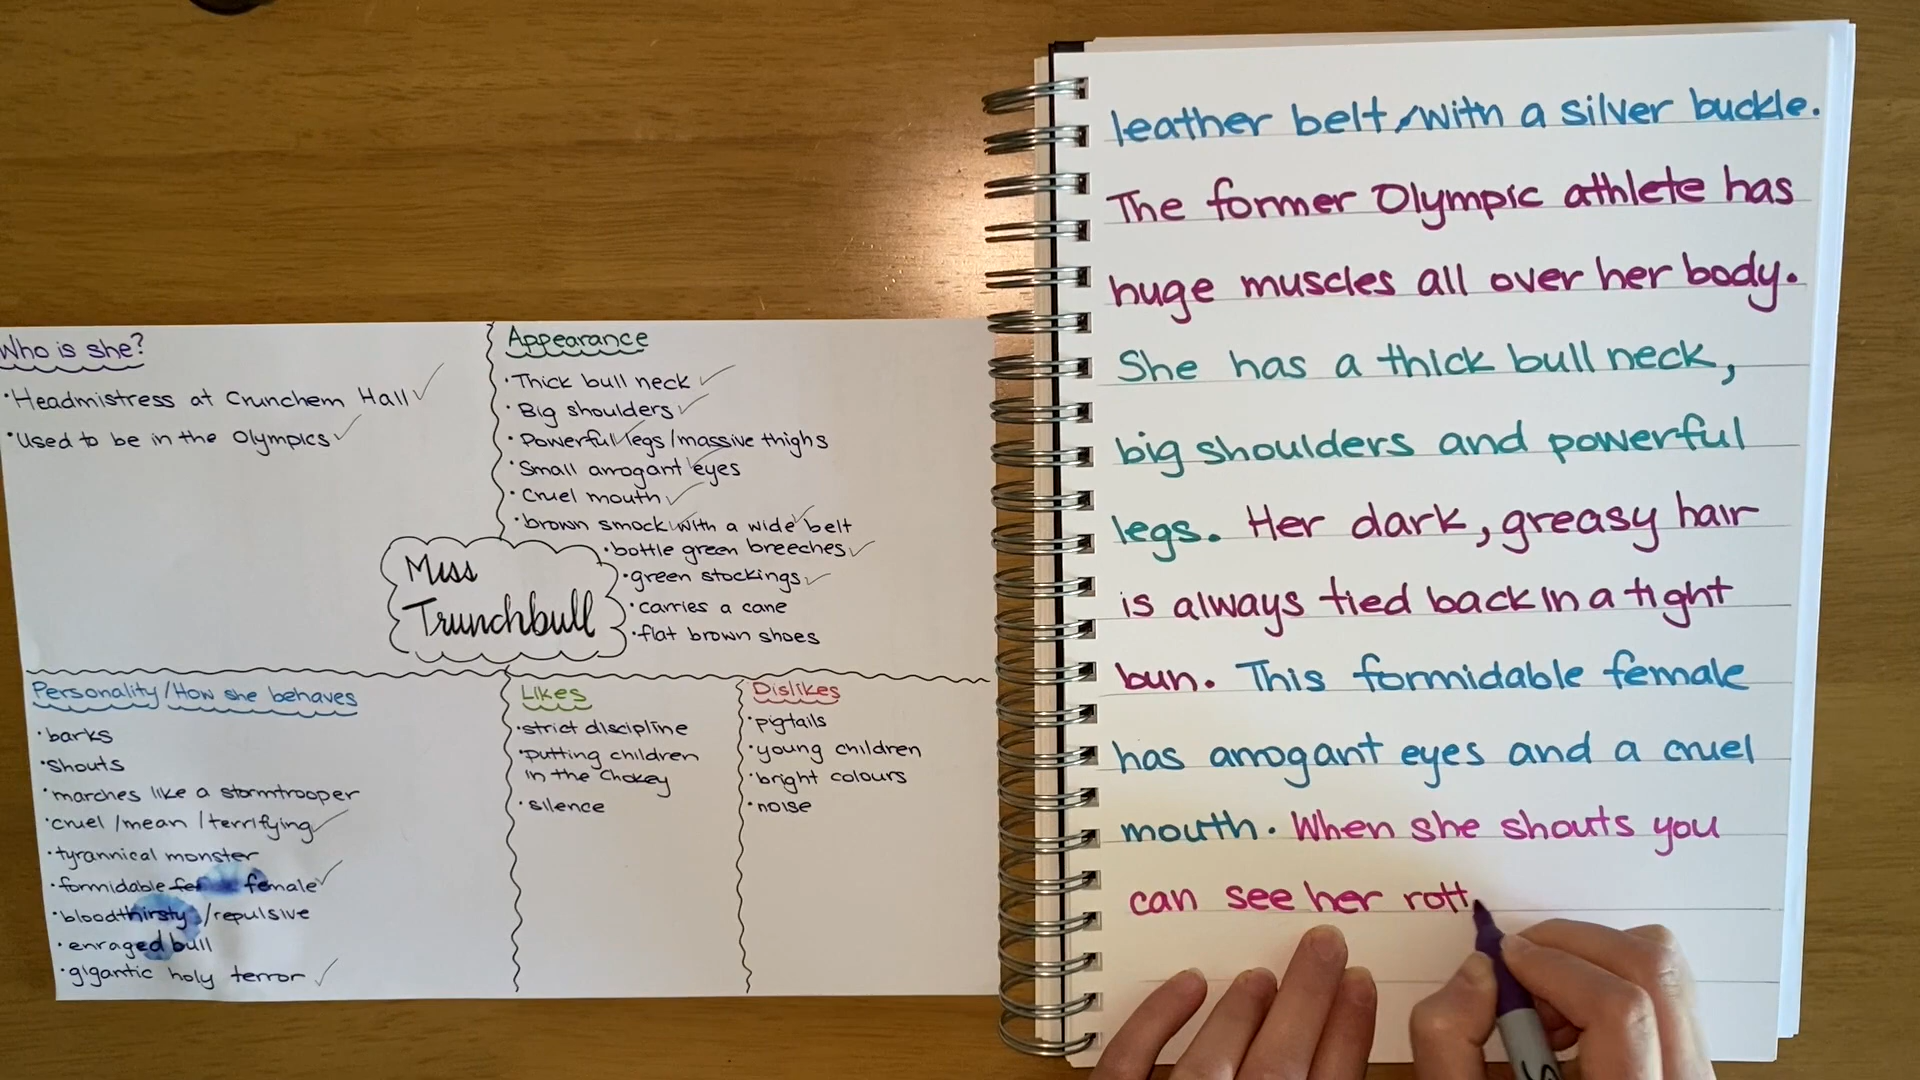 Who is she?
•Headmistress at Crunchem Hall ✓
•Used to be in the Olympics ✓
Appearance
•Thick bull neck ✓
•Big shoulders ✓
•Powerful legs/massive thighs
•Small arrogant eyes
•Cruel mouth ✓
•brown smock with a wide belt
•bottle green breeches ✓
•green stockings ✓
•carries a cane
•flat brown shoes
Miss
Trunchbull
Personality/How she behaves
•barks
•shouts
•marches like a stormtrooper
•cruel/mean/terrifying ✓
•tyrannical monster
•formidable female ✓
•bloodthirsty/repulsive
•enraged bull
•gigantic holy terror ✓
Likes
•strict discipline
•putting children
in the Chokey
•silence
Dislikes
•pigtails
•young children
•bright colours
•noise
leather belt, with a silver buckle.
The former Olympic athlete has
huge muscles all over her body.
She has a thick bull neck,
big shoulders and powerful
legs. Her dark, greasy hair
is always tied back in a tight
bun. This formidable female
has arrogant eyes and a cruel
mouth. When she shouts you
can see her rott